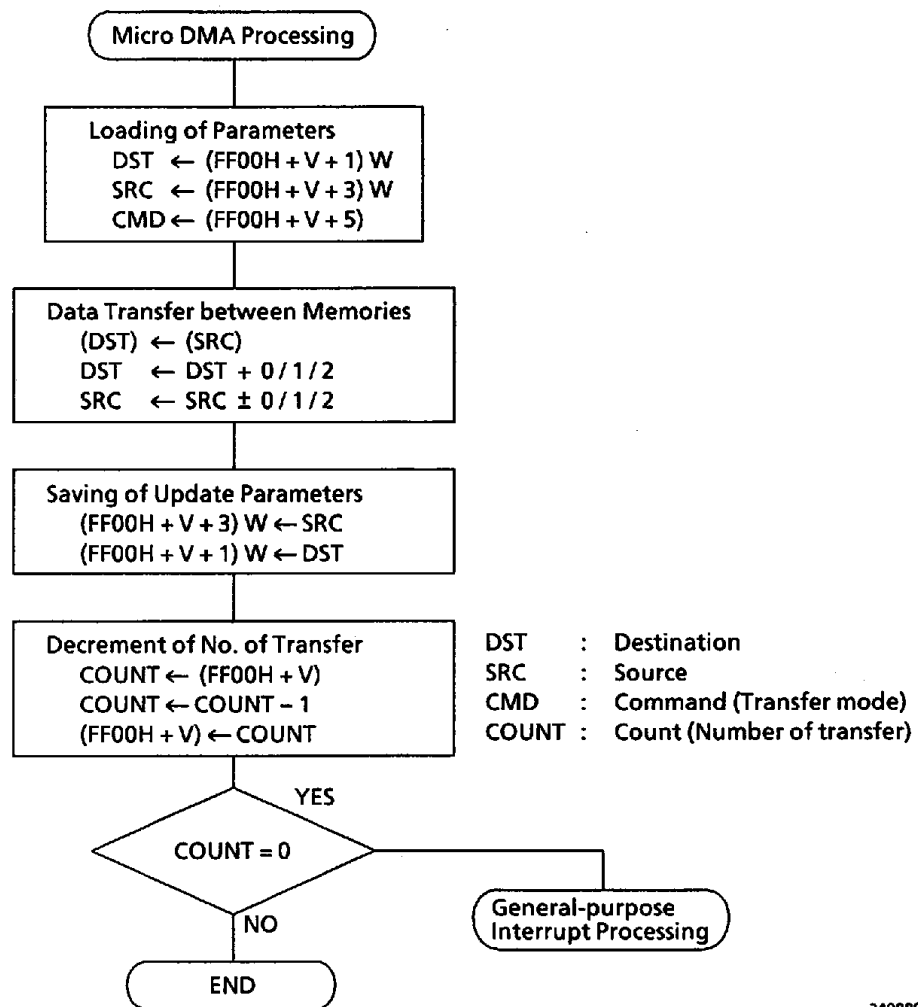 Micro DMA Processing
Loading of Parameters
DST ← (FF00H + V + 1) W
SRC ← (FF00H + V + 3) W
CMD ← (FF00H + V + 5)
Data Transfer between Memories
(DST) ← (SRC)
DST ← DST + 0 / 1 / 2
SRC ← SRC ± 0 / 1 / 2
Saving of Update Parameters
(FF00H + V + 3) W ← SRC
(FF00H + V + 1) W ← DST
Decrement of No. of Transfer
COUNT ← (FF00H + V)
COUNT ← COUNT – 1
(FF00H + V) ← COUNT
DST : Destination
SRC : Source
CMD : Command (Transfer mode)
COUNT : Count (Number of transfer)
YES
COUNT = 0
NO
General-purpose
Interrupt Processing
END